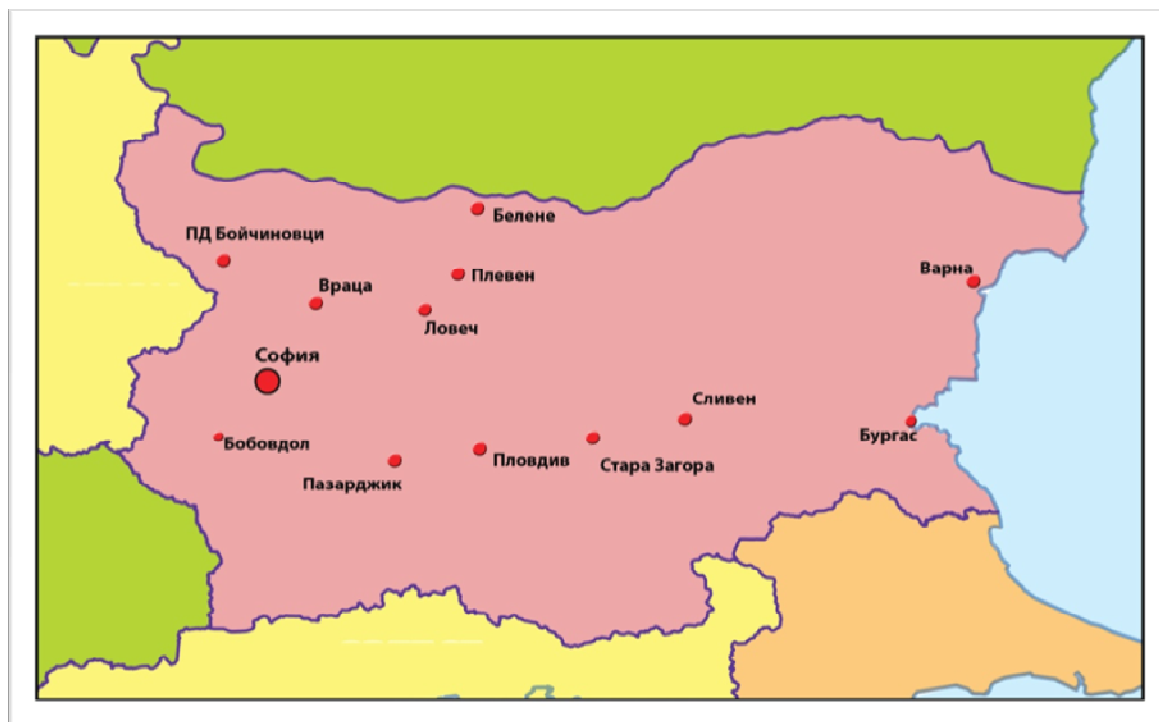 Белене
ПД Бойчиновци
Варна
Плевен
Враца
Ловеч
София
Сливен
Бургас
Бобовдол
Пловдив
Стара Загора
Пазарджик